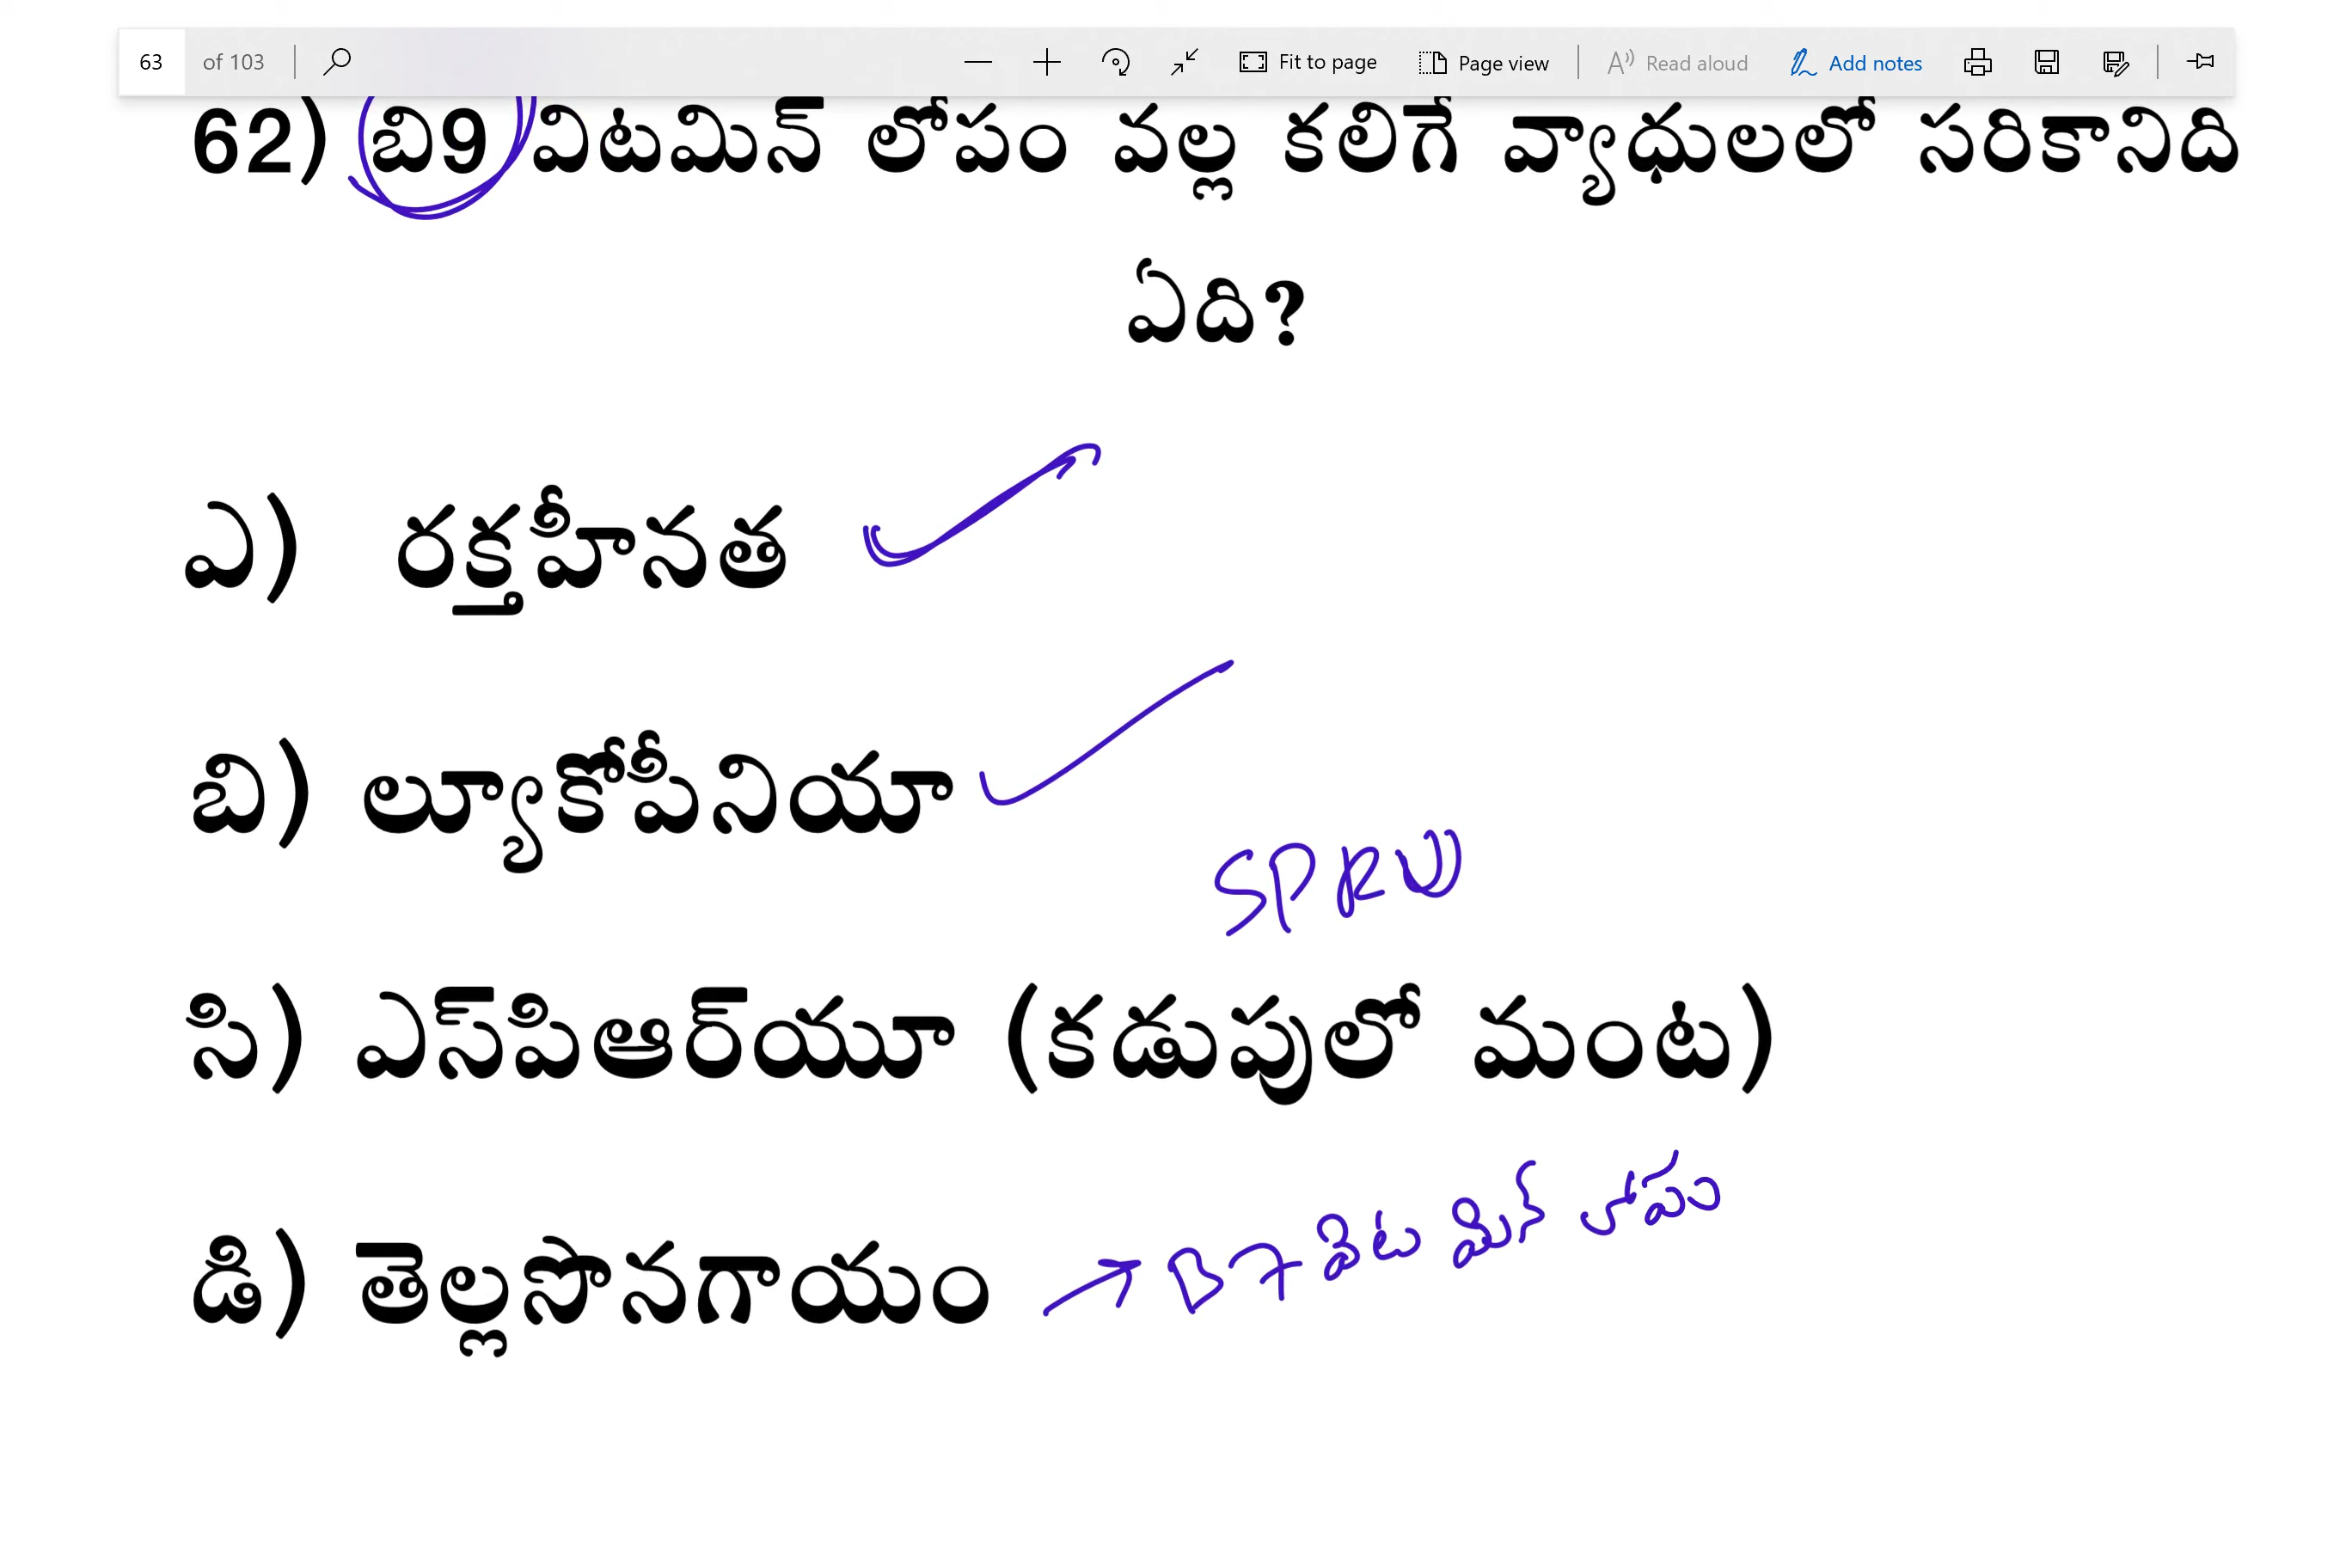 63 of 103 Fit to page Page view Read aloud Add notes
62) బి9 విటమిన్ లోపం వల్ల కలిగే వ్యాధులలో సరికానిది
ఏది?
ఎ) రక్తహీనత
బి) ల్యూకోపీనియా
SPRU
సి) ఎస్‌పిఆర్‌యూ (కడుపులో మంట)
డి) తెల్లసొనగాయం → B7 విటమిన్ లోపం